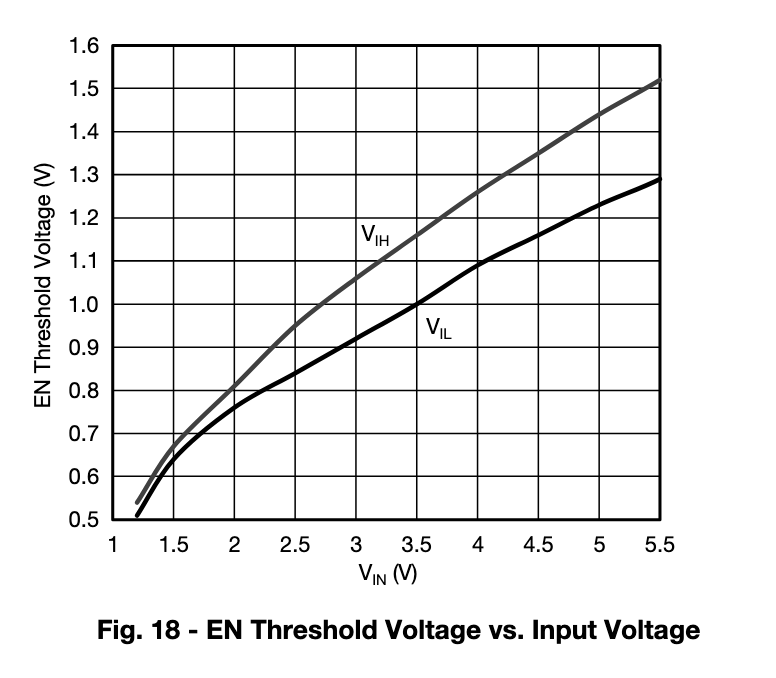 1.6
1.5
1.4
1.3
1.2
1.1
1.0
0.9
0.8
0.7
0.6
0.5
EN Threshold Voltage (V)
VIH
VIL
1 1.5 2 2.5 3 3.5 4 4.5 5 5.5
VIN (V)
Fig. 18 - EN Threshold Voltage vs. Input Voltage